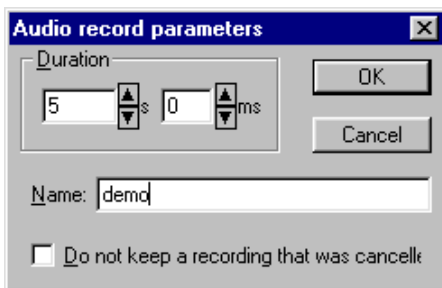 Audio record parameters
Duration
5 s 0 ms
OK
Cancel
Name: demo
Do not keep a recording that was cancelle